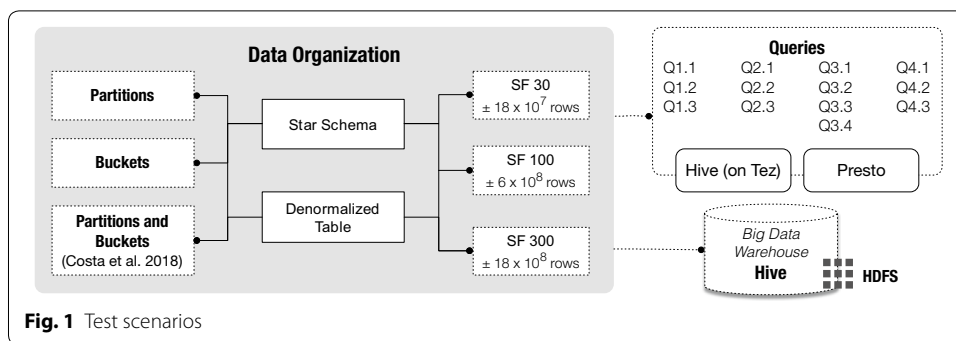 Data Organization
Partitions
Buckets
Partitions and
Buckets
(Costa et al. 2018)
Star Schema
Denormalized
Table
SF 30
± 18 x 10⁷ rows
SF 100
± 6 x 10⁸ rows
SF 300
± 18 x 10⁸ rows
Queries
Q1.1 Q2.1 Q3.1 Q4.1
Q1.2 Q2.2 Q3.2 Q4.2
Q1.3 Q2.3 Q3.3 Q4.3
Q3.4
Hive (on Tez)
Presto
Big Data
Warehouse
Hive
HDFS
Fig. 1 Test scenarios